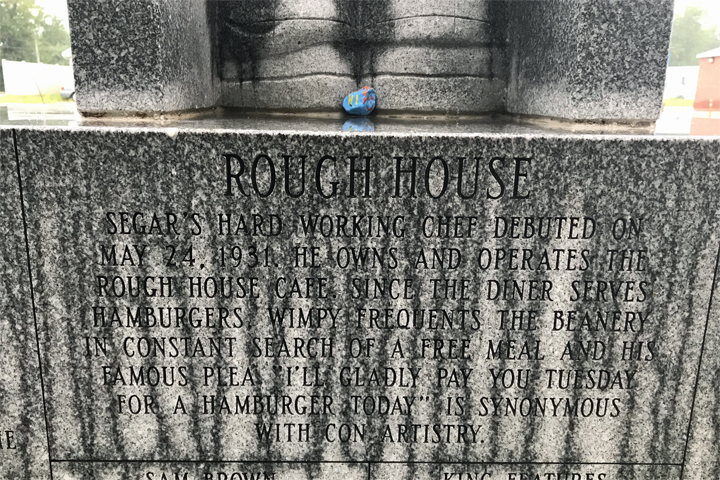 ROUGH HOUSE
SEGAR'S HARD WORKING CHEF DEBUTED ON
MAY 24, 1931. HE OWNS AND OPERATES THE
ROUGH HOUSE CAFE. SINCE THE DINER SERVES
HAMBURGERS, WIMPY FREQUENTS THE BEANERY
IN CONSTANT SEARCH OF A FREE MEAL AND HIS
FAMOUS PLEA "I'LL GLADLY PAY YOU TUESDAY
FOR A HAMBURGER TODAY" IS SYNONYMOUS
WITH CON ARTISTRY.
SAM BROWN
KING FEATURES